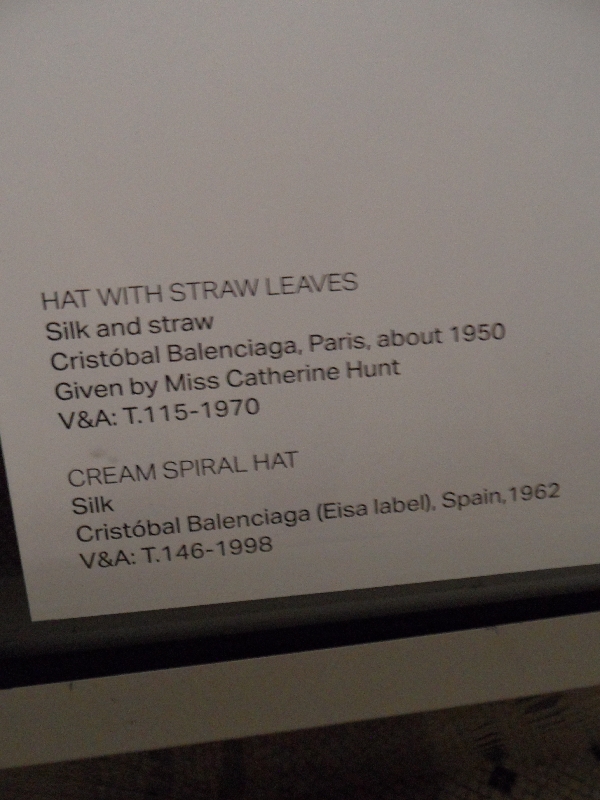 HAT WITH STRAW LEAVES
Silk and straw
Cristóbal Balenciaga, Paris, about 1950
Given by Miss Catherine Hunt
V&A: T.115-1970
CREAM SPIRAL HAT
Silk
Cristóbal Balenciaga (Eisa label), Spain,1962
V&A: T.146-1998